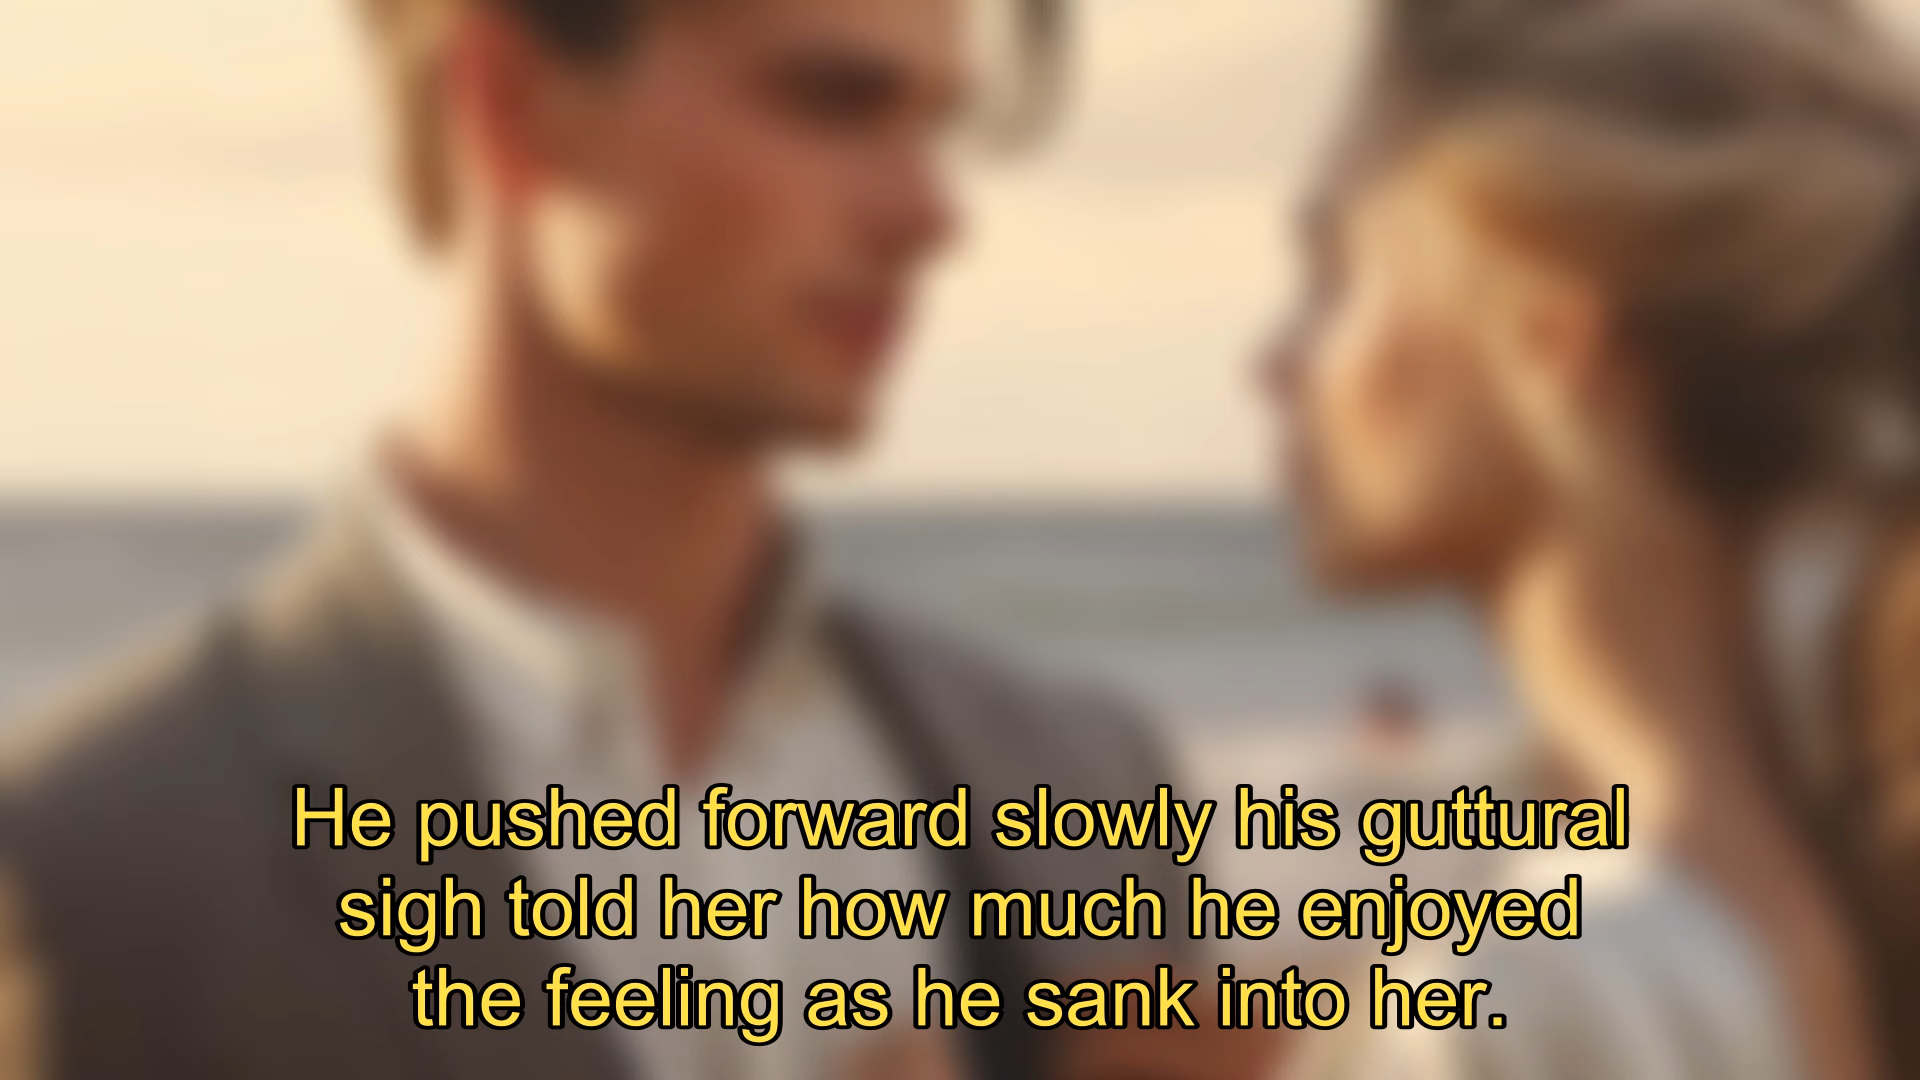 He pushed forward slowly his guttural
sigh told her how much he enjoyed
the feeling as he sank into her.